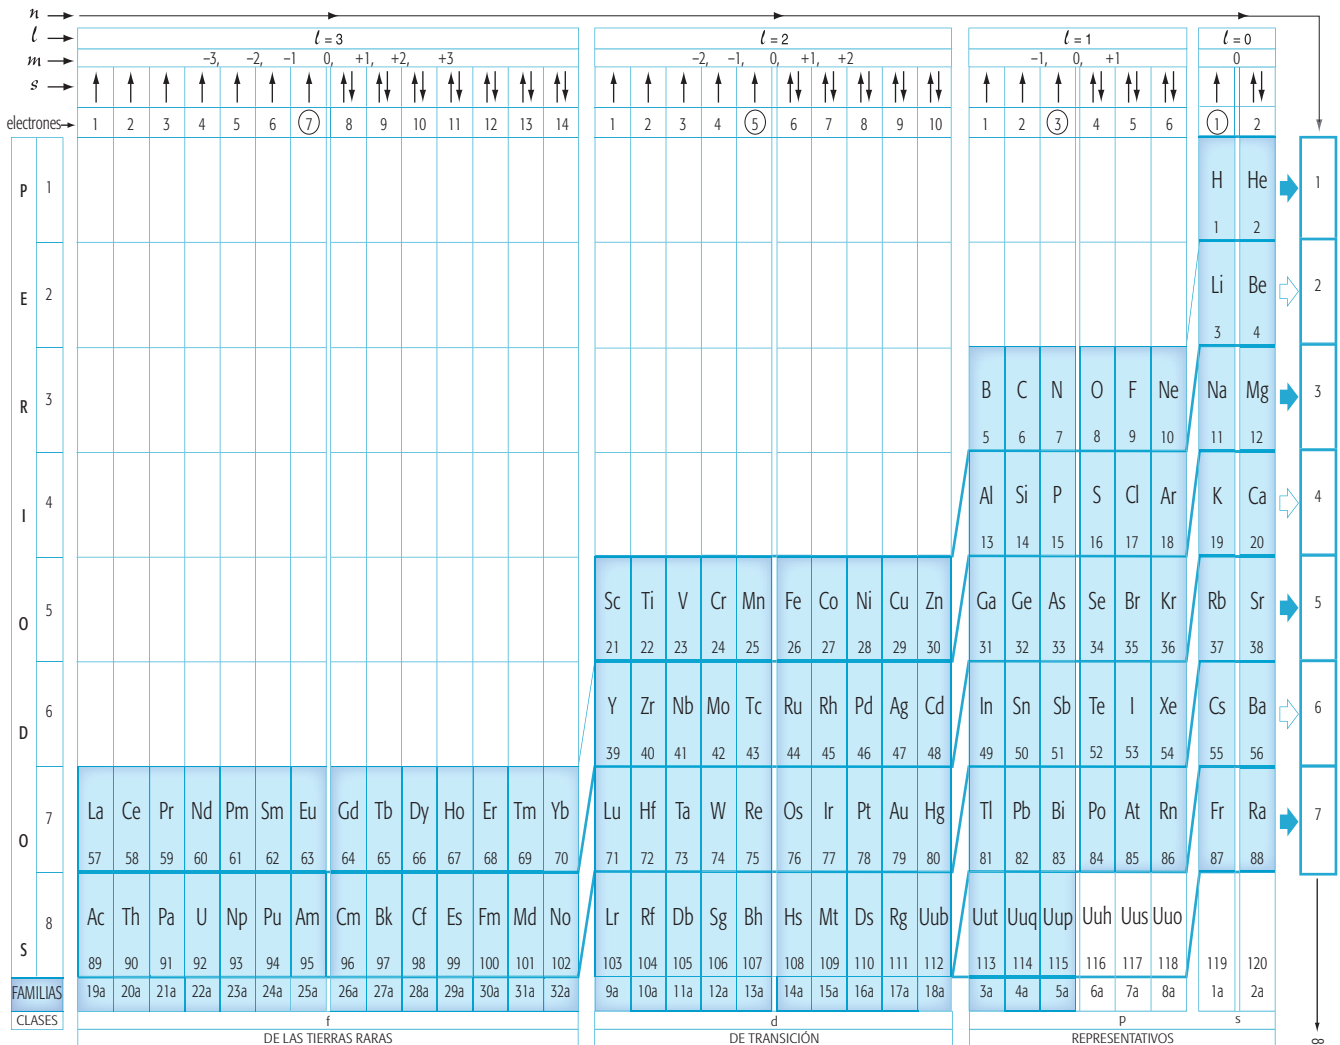 n
l l = 3 l = 2 l = 1 l = 0
m −3, −2, −1 0, +1, +2, +3 −2, −1, 0, +1, +2 −1, 0, +1 0
s
electrones 1 2 3 4 5 6 7 8 9 10 11 12 13 14 1 2 3 4 5 6 7 8 9 10 1 2 3 4 5 6 1 2
P 1 H He 1
1 2
E 2 Li Be 2
3 4
R 3 B C N O F Ne Na Mg 3
5 6 7 8 9 10 11 12
I 4 Al Si P S Cl Ar K Ca 4
13 14 15 16 17 18 19 20
O 5 Sc Ti V Cr Mn Fe Co Ni Cu Zn Ga Ge As Se Br Kr Rb Sr 5
21 22 23 24 25 26 27 28 29 30 31 32 33 34 35 36 37 38
D 6 Y Zr Nb Mo Tc Ru Rh Pd Ag Cd In Sn Sb Te I Xe Cs Ba 6
39 40 41 42 43 44 45 46 47 48 49 50 51 52 53 54 55 56
O 7 La Ce Pr Nd Pm Sm Eu Gd Tb Dy Ho Er Tm Yb Lu Hf Ta W Re Os Ir Pt Au Hg Tl Pb Bi Po At Rn Fr Ra 7
57 58 59 60 61 62 63 64 65 66 67 68 69 70 71 72 73 74 75 76 77 78 79 80 81 82 83 84 85 86 87 88
S 8 Ac Th Pa U Np Pu Am Cm Bk Cf Es Fm Md No Lr Rf Db Sg Bh Hs Mt Ds Rg Uub Uut Uuq Uup Uuh Uus Uuo
89 90 91 92 93 94 95 96 97 98 99 100 101 102 103 104 105 106 107 108 109 110 111 112 113 114 115 116 117 118 119 120
FAMILIAS 19a 20a 21a 22a 23a 24a 25a 26a 27a 28a 29a 30a 31a 32a 9a 10a 11a 12a 13a 14a 15a 16a 17a 18a 3a 4a 5a 6a 7a 8a 1a 2a
CLASES f d p s
DE LAS TIERRAS RARAS DE TRANSICIÓN REPRESENTATIVOS ∞